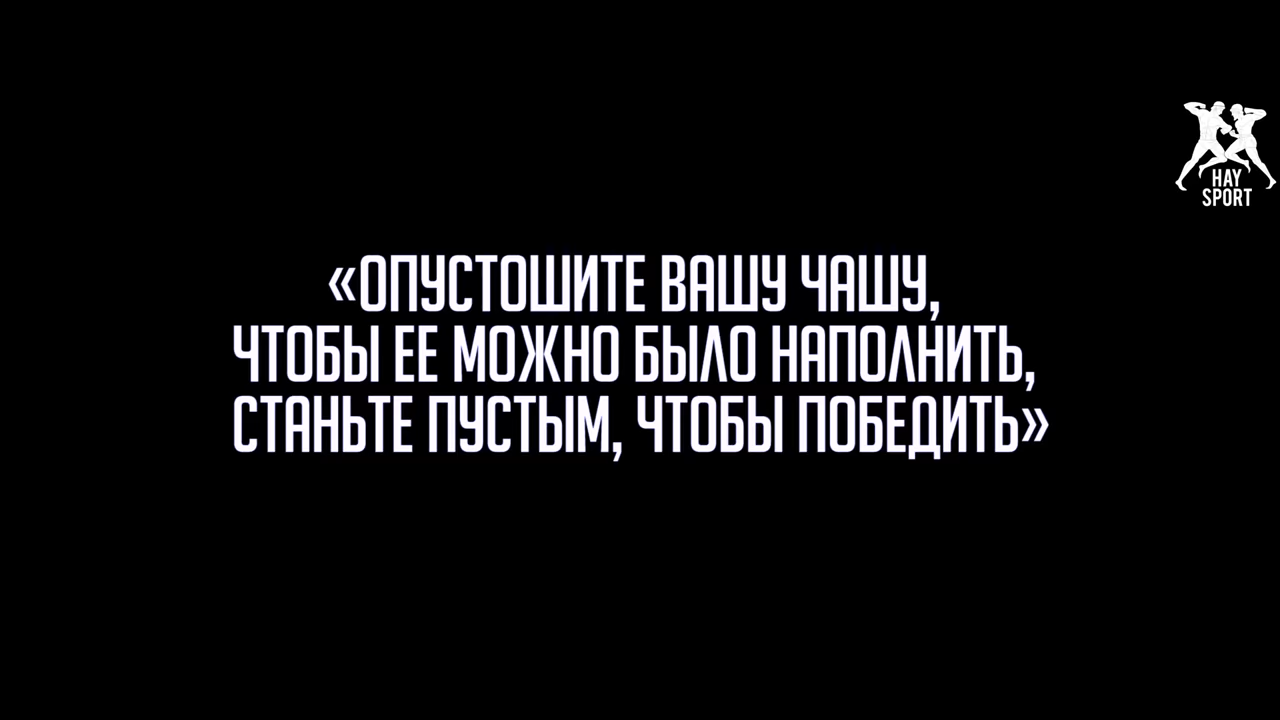 HAY
SPORT
«ОПУСТОШИТЕ ВАШУ ЧАШУ,
ЧТОБЫ ЕЕ МОЖНО БЫЛО НАПОЛНИТЬ,
СТАНЬТЕ ПУСТЫМ, ЧТОБЫ ПОБЕДИТЬ»